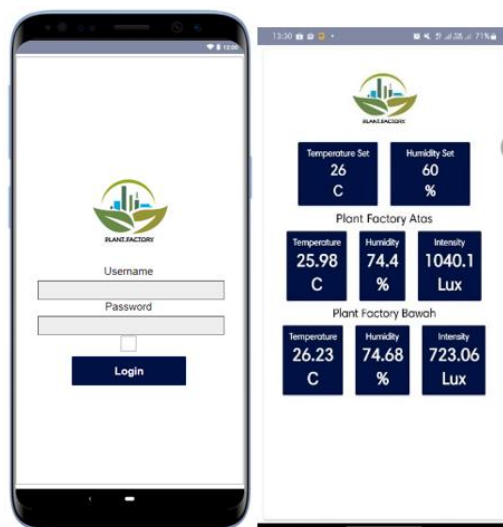 12:00
PLANT.FACTORY
Username
Password
Login
13:30
71%
PLANT.FACTORY
Temperature Set
26
C
Humidity Set
60
%
Plant Factory Atas
Temperature
25.98
C
Humidity
74.4
%
Intensity
1040.1
Lux
Plant Factory Bawah
Temperature
26.23
C
Humidity
74.68
%
Intensity
723.06
Lux